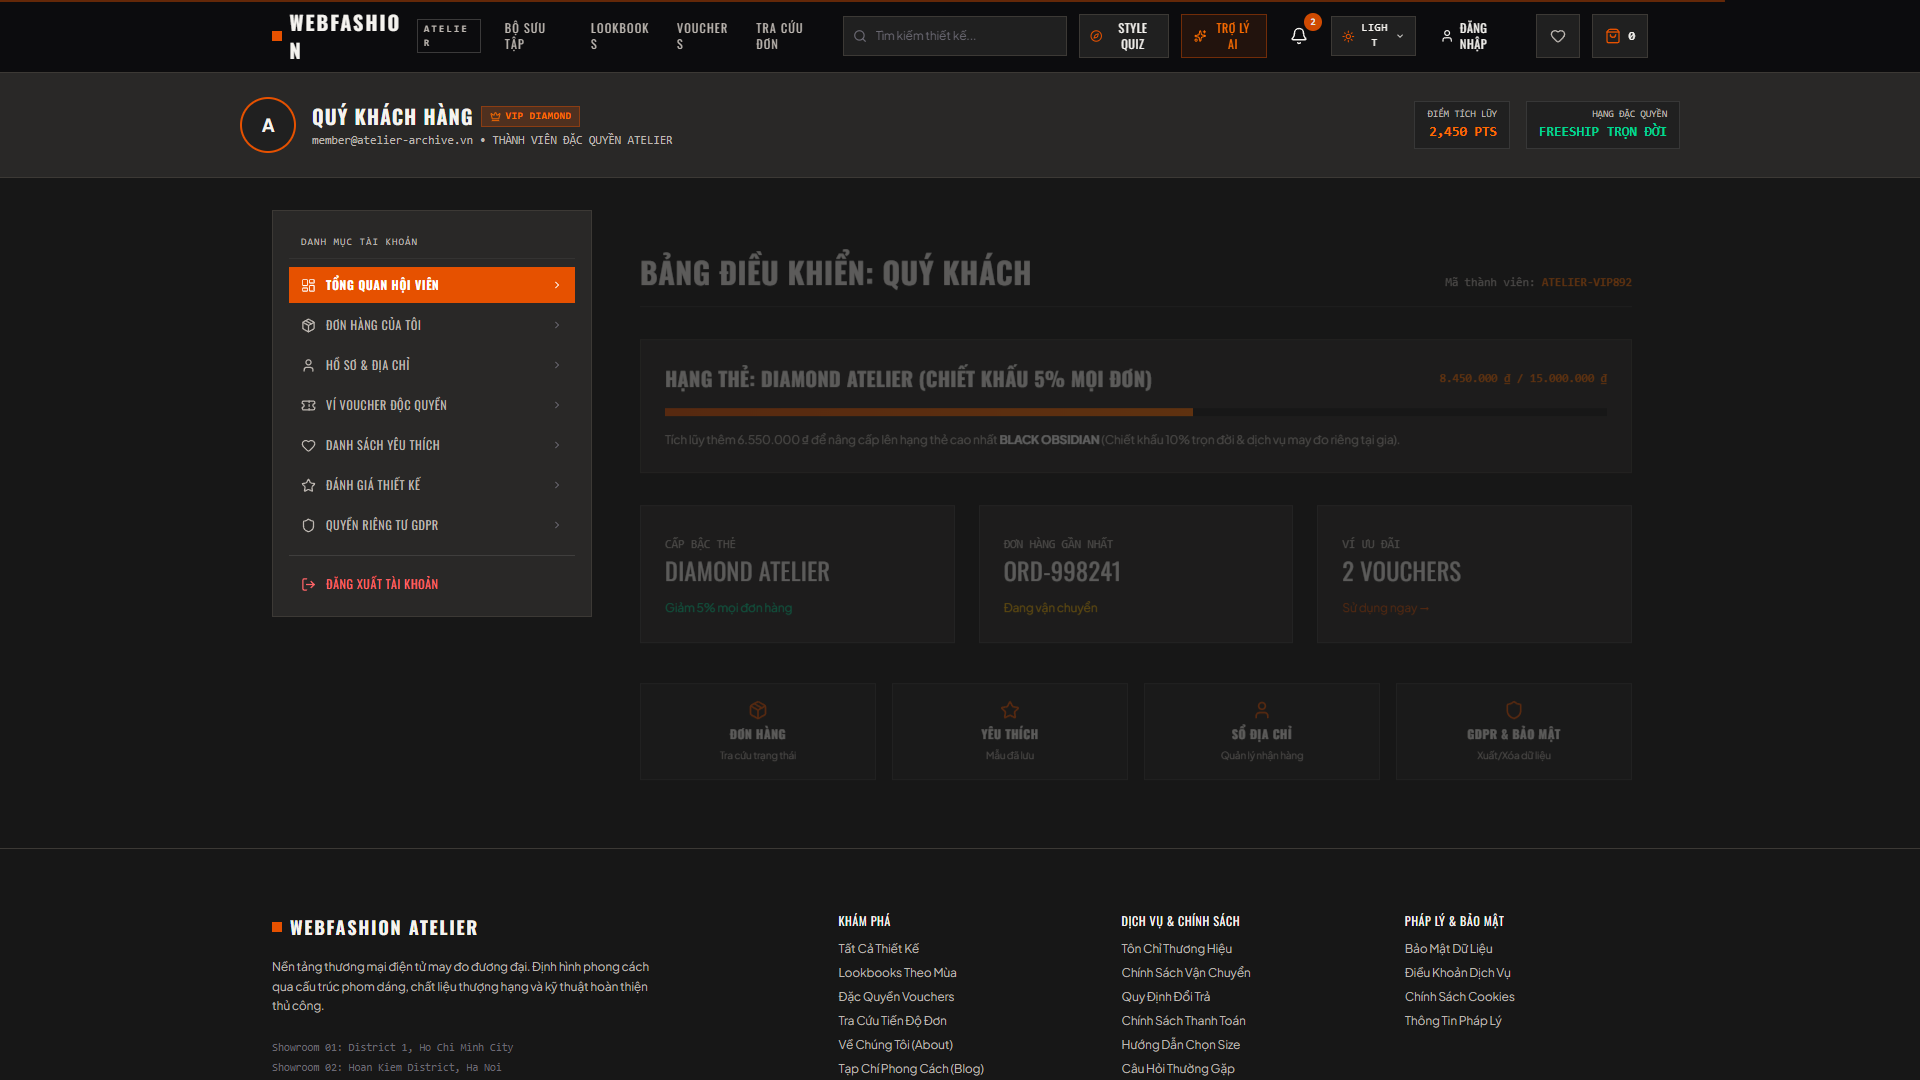 WEBFASHIO
N
ATELIE
R
BỘ SƯU
TẬP
LOOKBOOK
S
VOUCHER
S
TRA CỨU
ĐƠN
Tìm kiếm thiết kế...
STYLE
QUIZ
TRỢ LÝ
AI
2
LIGH
T
ĐĂNG
NHẬP
0
A
QUÝ KHÁCH HÀNG
VIP DIAMOND
member@atelier-archive.vn • THÀNH VIÊN ĐẶC QUYỀN ATELIER
ĐIỂM TÍCH LŨY
2,450 PTS
HẠNG ĐẶC QUYỀN
FREESHIP TRỌN ĐỜI
DANH MỤC TÀI KHOẢN
TỔNG QUAN HỘI VIÊN
ĐƠN HÀNG CỦA TÔI
HỒ SƠ & ĐỊA CHỈ
VÍ VOUCHER ĐỘC QUYỀN
DANH SÁCH YÊU THÍCH
ĐÁNH GIÁ THIẾT KẾ
QUYỀN RIÊNG TƯ GDPR
ĐĂNG XUẤT TÀI KHOẢN
BẢNG ĐIỀU KHIỂN: QUÝ KHÁCH
Mã thành viên: ATELIER-VIP892
HẠNG THẺ: DIAMOND ATELIER (CHIẾT KHẤU 5% MỌI ĐƠN)
8.450.000 ₫ / 15.000.000 ₫
Tích lũy thêm 6.550.000 ₫ để nâng cấp lên hạng thẻ cao nhất BLACK OBSIDIAN (Chiết khấu 10% trọn đời & dịch vụ may đo riêng tại gia).
CẤP BẬC THẺ
DIAMOND ATELIER
Giảm 5% mọi đơn hàng
ĐƠN HÀNG GẦN NHẤT
ORD-998241
Đang vận chuyển
VÍ ƯU ĐÃI
2 VOUCHERS
Sử dụng ngay →
ĐƠN HÀNG
Tra cứu trạng thái
YÊU THÍCH
Mẫu đã lưu
SỔ ĐỊA CHỈ
Quản lý nhận hàng
GDPR & BẢO MẬT
Xuất/Xóa dữ liệu
WEBFASHION ATELIER
Nền tảng thương mại điện tử may đo đương đại. Định hình phong cách
qua cấu trúc phom dáng, chất liệu thượng hạng và kỹ thuật hoàn thiện
thủ công.
Showroom 01: District 1, Ho Chi Minh City
Showroom 02: Hoan Kiem District, Ha Noi
KHÁM PHÁ
Tất Cả Thiết Kế
Lookbooks Theo Mùa
Đặc Quyền Vouchers
Tra Cứu Tiến Độ Đơn
Về Chúng Tôi (About)
Tạp Chí Phong Cách (Blog)
DỊCH VỤ & CHÍNH SÁCH
Tôn Chỉ Thương Hiệu
Chính Sách Vận Chuyển
Quy Định Đổi Trả
Chính Sách Thanh Toán
Hướng Dẫn Chọn Size
Câu Hỏi Thường Gặp
PHÁP LÝ & BẢO MẬT
Bảo Mật Dữ Liệu
Điều Khoản Dịch Vụ
Chính Sách Cookies
Thông Tin Pháp Lý